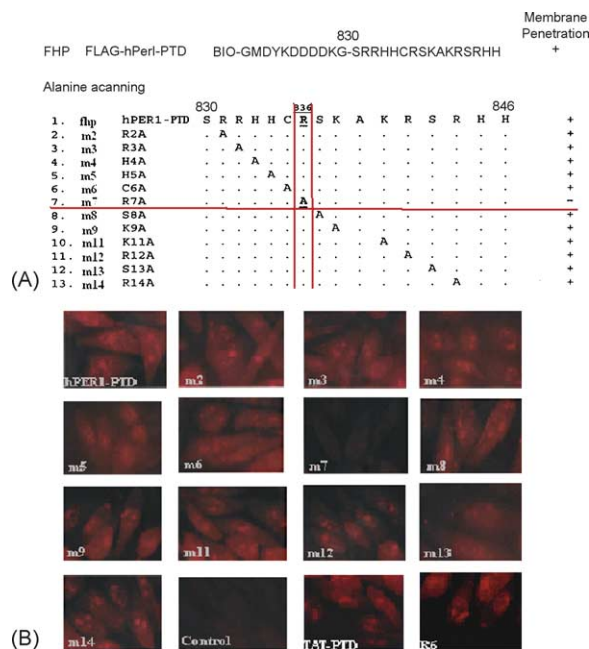 Membrane
Penetration
830
FHP FLAG-hPerl-PTD BIO-GMDYKDDDDKG-SRRHHCRSKAKRSRHH +
Alanine acanning
830 836 846
1. fhp hPER1-PTD S R R H H C R S K A K R S R H H +
2. m2 R2A . A . . . . . . . . . . . . . . +
3. m3 R3A . . A . . . . . . . . . . . . . +
4. m4 H4A . . . A . . . . . . . . . . . . +
5. m5 H5A . . . . A . . . . . . . . . . . +
6. m6 C6A . . . . . A . . . . . . . . . . +
7. m7 R7A . . . . . . A . . . . . . . . . -
8. m8 S8A . . . . . . . A . . . . . . . . +
9. m9 K9A . . . . . . . . A . . . . . . . +
10. m11 K11A . . . . . . . . . . A . . . . . +
11. m12 R12A . . . . . . . . . . . A . . . . +
12. m13 S13A . . . . . . . . . . . . A . . . +
13. m14 R14A . . . . . . . . . . . . . A . . +
(A)
hPER1-PTD m2 m3 m4
m5 m6 m7 m8
m9 m11 m12 m13
m14 Control TAT-PTD R6
(B)